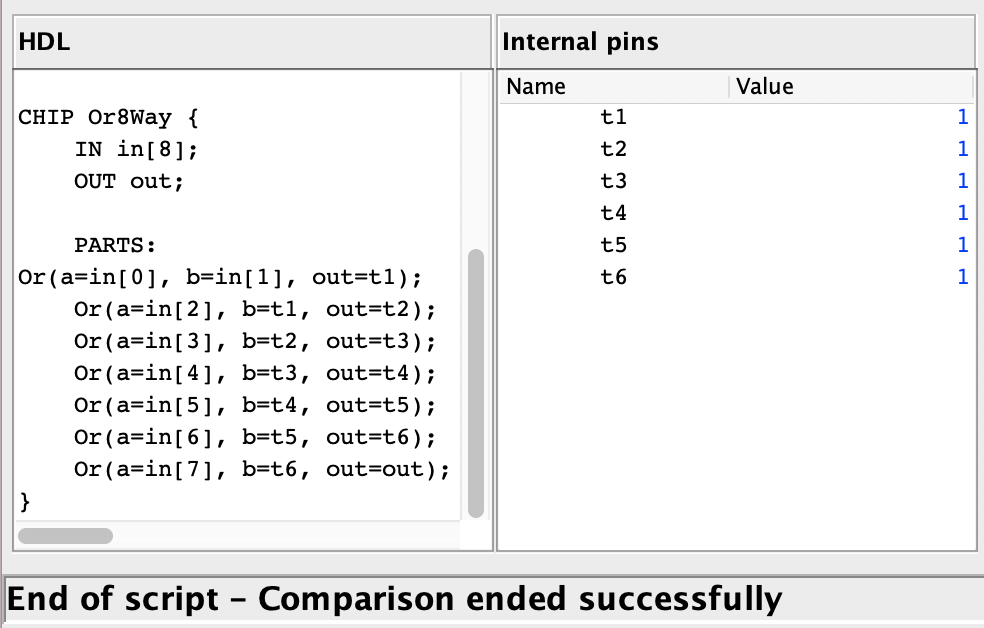 HDL
CHIP Or8Way {
    IN in[8];
    OUT out;

    PARTS:
Or(a=in[0], b=in[1], out=t1);
    Or(a=in[2], b=t1, out=t2);
    Or(a=in[3], b=t2, out=t3);
    Or(a=in[4], b=t3, out=t4);
    Or(a=in[5], b=t4, out=t5);
    Or(a=in[6], b=t5, out=t6);
    Or(a=in[7], b=t6, out=out);
}
Internal pins
Name Value
t1 1
t2 1
t3 1
t4 1
t5 1
t6 1
End of script – Comparison ended successfully